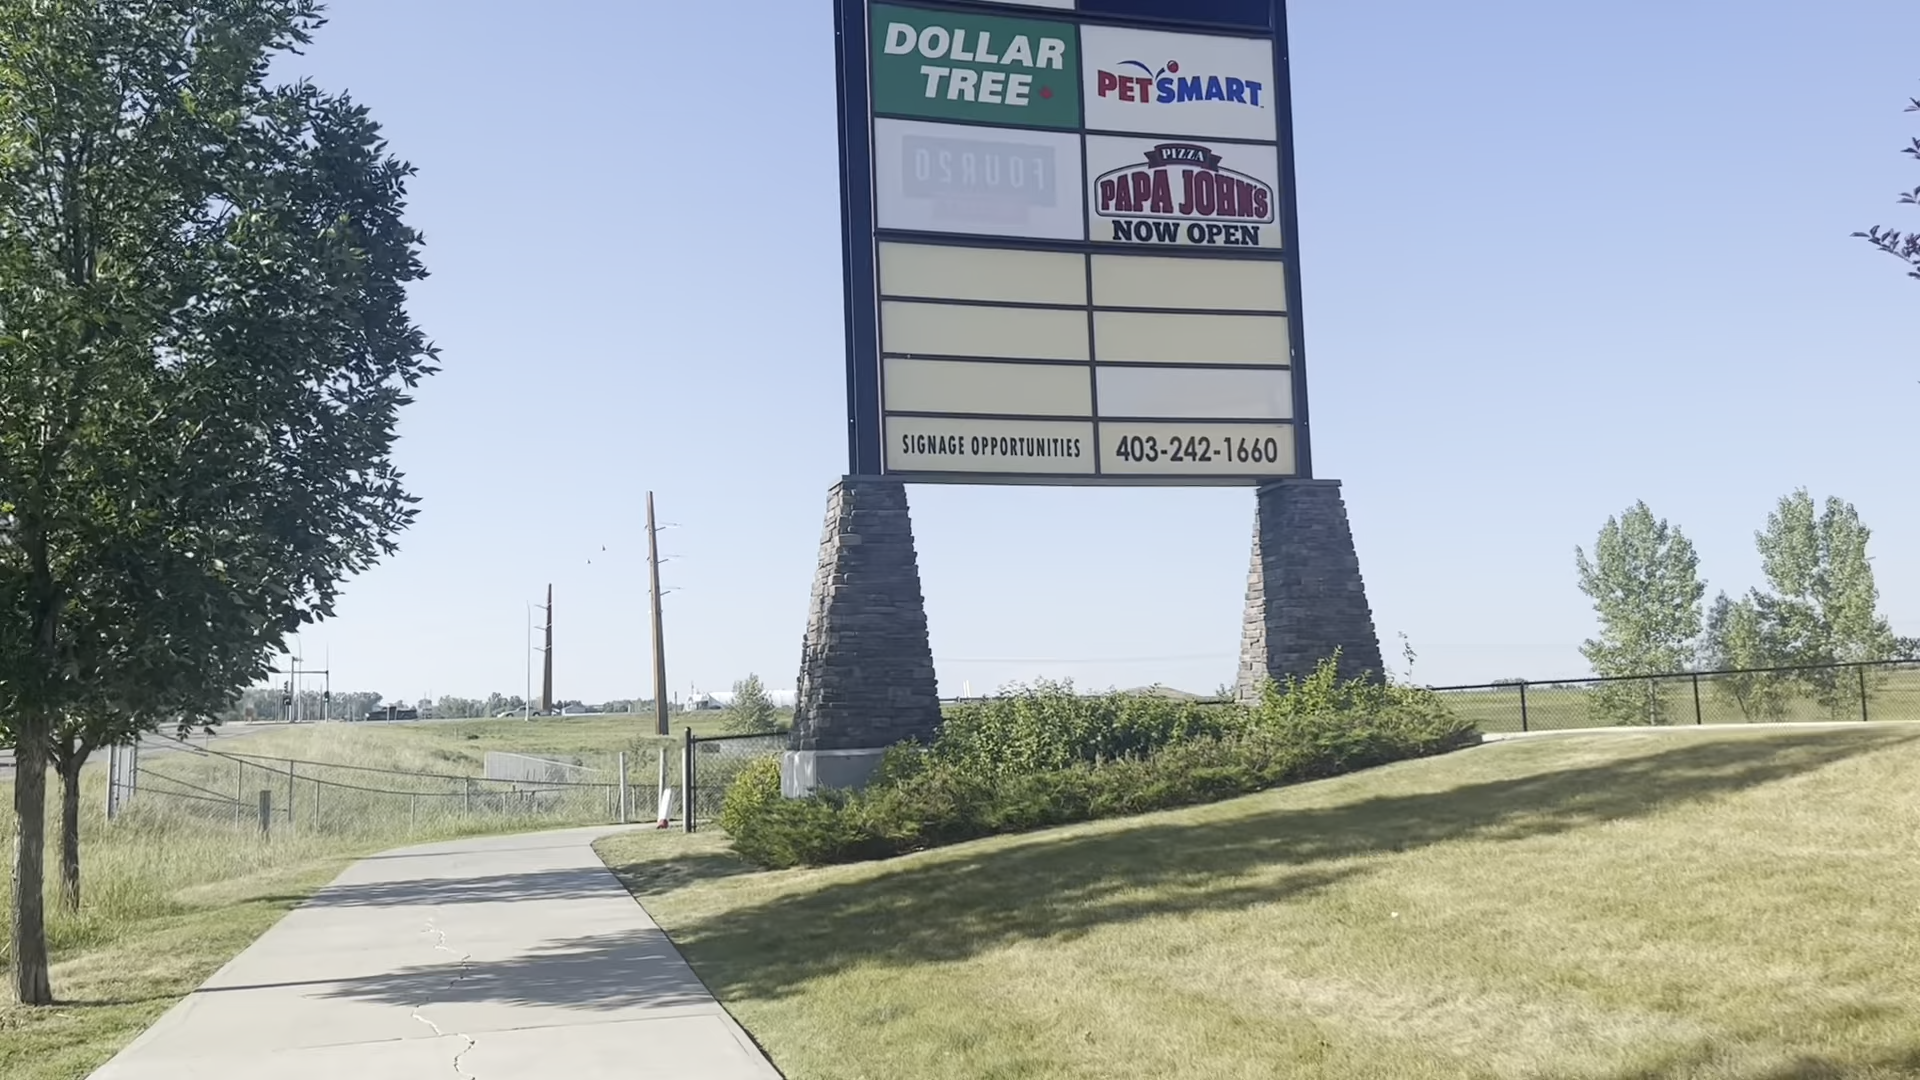 DOLLAR
TREE
PETSMART
FOUR20
PIZZA
PAPA JOHN'S
NOW OPEN
SIGNAGE OPPORTUNITIES
403-242-1660